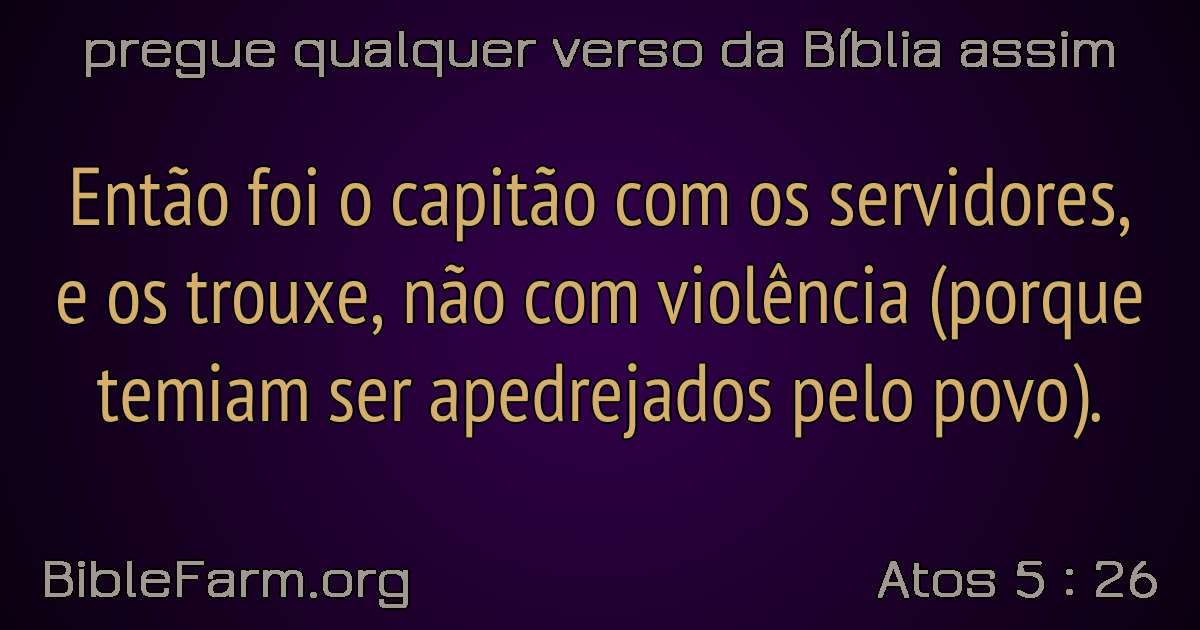 pregue qualquer verso da Bíblia assim
Então foi o capitão com os servidores,
e os trouxe, não com violência (porque
temiam ser apedrejados pelo povo).
BibleFarm.org
Atos 5 : 26